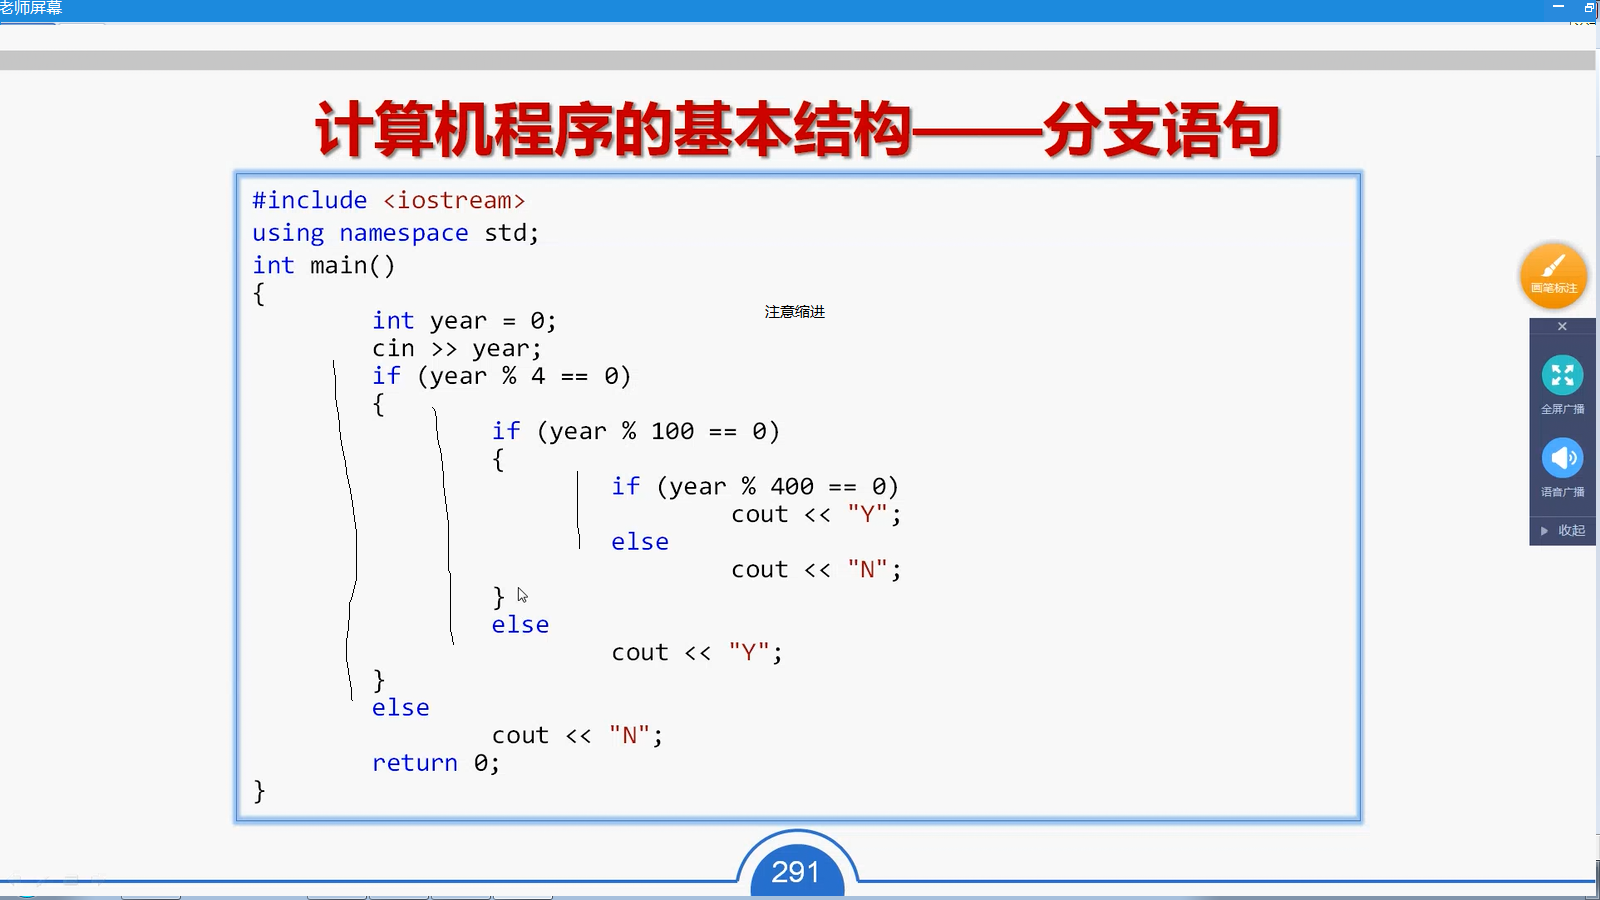 老师屏幕
计算机程序的基本结构——分支语句
#include <iostream>
using namespace std;
int main()
{
int year = 0;
注意缩进
cin >> year;
if (year % 4 == 0)
{
if (year % 100 == 0)
{
if (year % 400 == 0)
cout << "Y";
else
cout << "N";
}
else
cout << "Y";
}
else
cout << "N";
return 0;
}
291
画笔标注
全屏广播
语音广播
收起